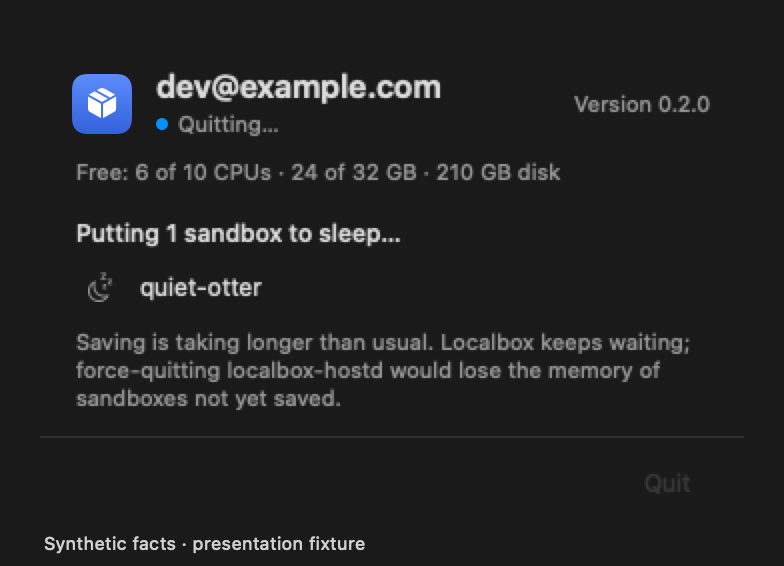 dev@example.com
Quitting...
Version 0.2.0
Free: 6 of 10 CPUs · 24 of 32 GB · 210 GB disk
Putting 1 sandbox to sleep...
quiet-otter
Saving is taking longer than usual. Localbox keeps waiting;
force-quitting localbox-hostd would lose the memory of
sandboxes not yet saved.
Quit
Synthetic facts · presentation fixture